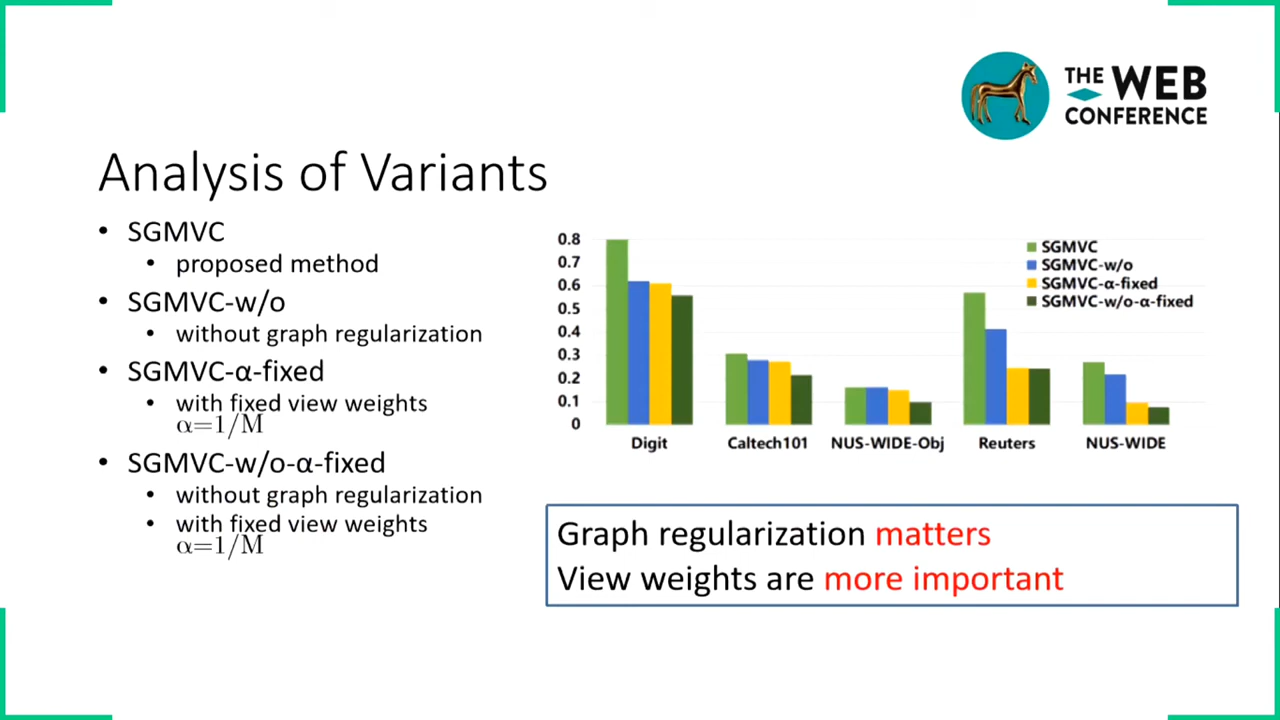 THE WEB
CONFERENCE
Analysis of Variants
• SGMVC
• proposed method
• SGMVC-w/o
• without graph regularization
• SGMVC-α-fixed
• with fixed view weights
α=1/M
• SGMVC-w/o-α-fixed
• without graph regularization
• with fixed view weights
α=1/M
0.8
0.7
0.6
0.5
0.4
0.3
0.2
0.1
0
SGMVC
SGMVC-w/o
SGMVC-α-fixed
SGMVC-w/o-α-fixed
Digit Caltech101 NUS-WIDE-Obj Reuters NUS-WIDE
Graph regularization matters
View weights are more important